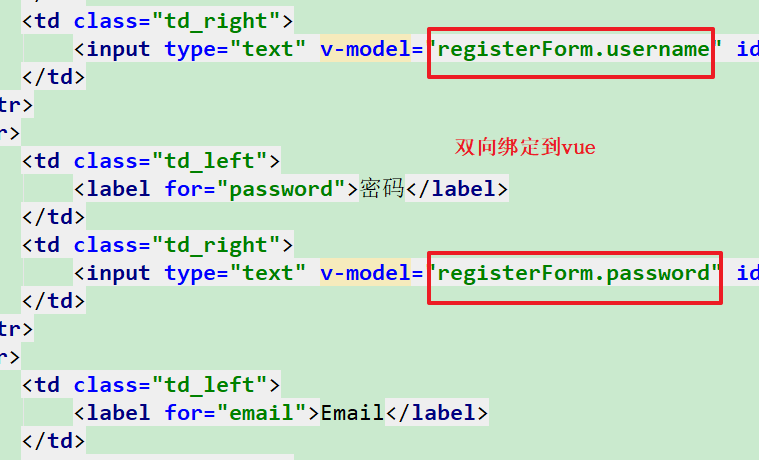 <td class="td_right">
<input type="text" v-model="registerForm.username" id
</td>
tr>
r>
双向绑定到vue
<td class="td_left">
<label for="password">密码</label>
</td>
<td class="td_right">
<input type="text" v-model="registerForm.password" id
</td>
tr>
r>
<td class="td_left">
<label for="email">Email</label>
</td>